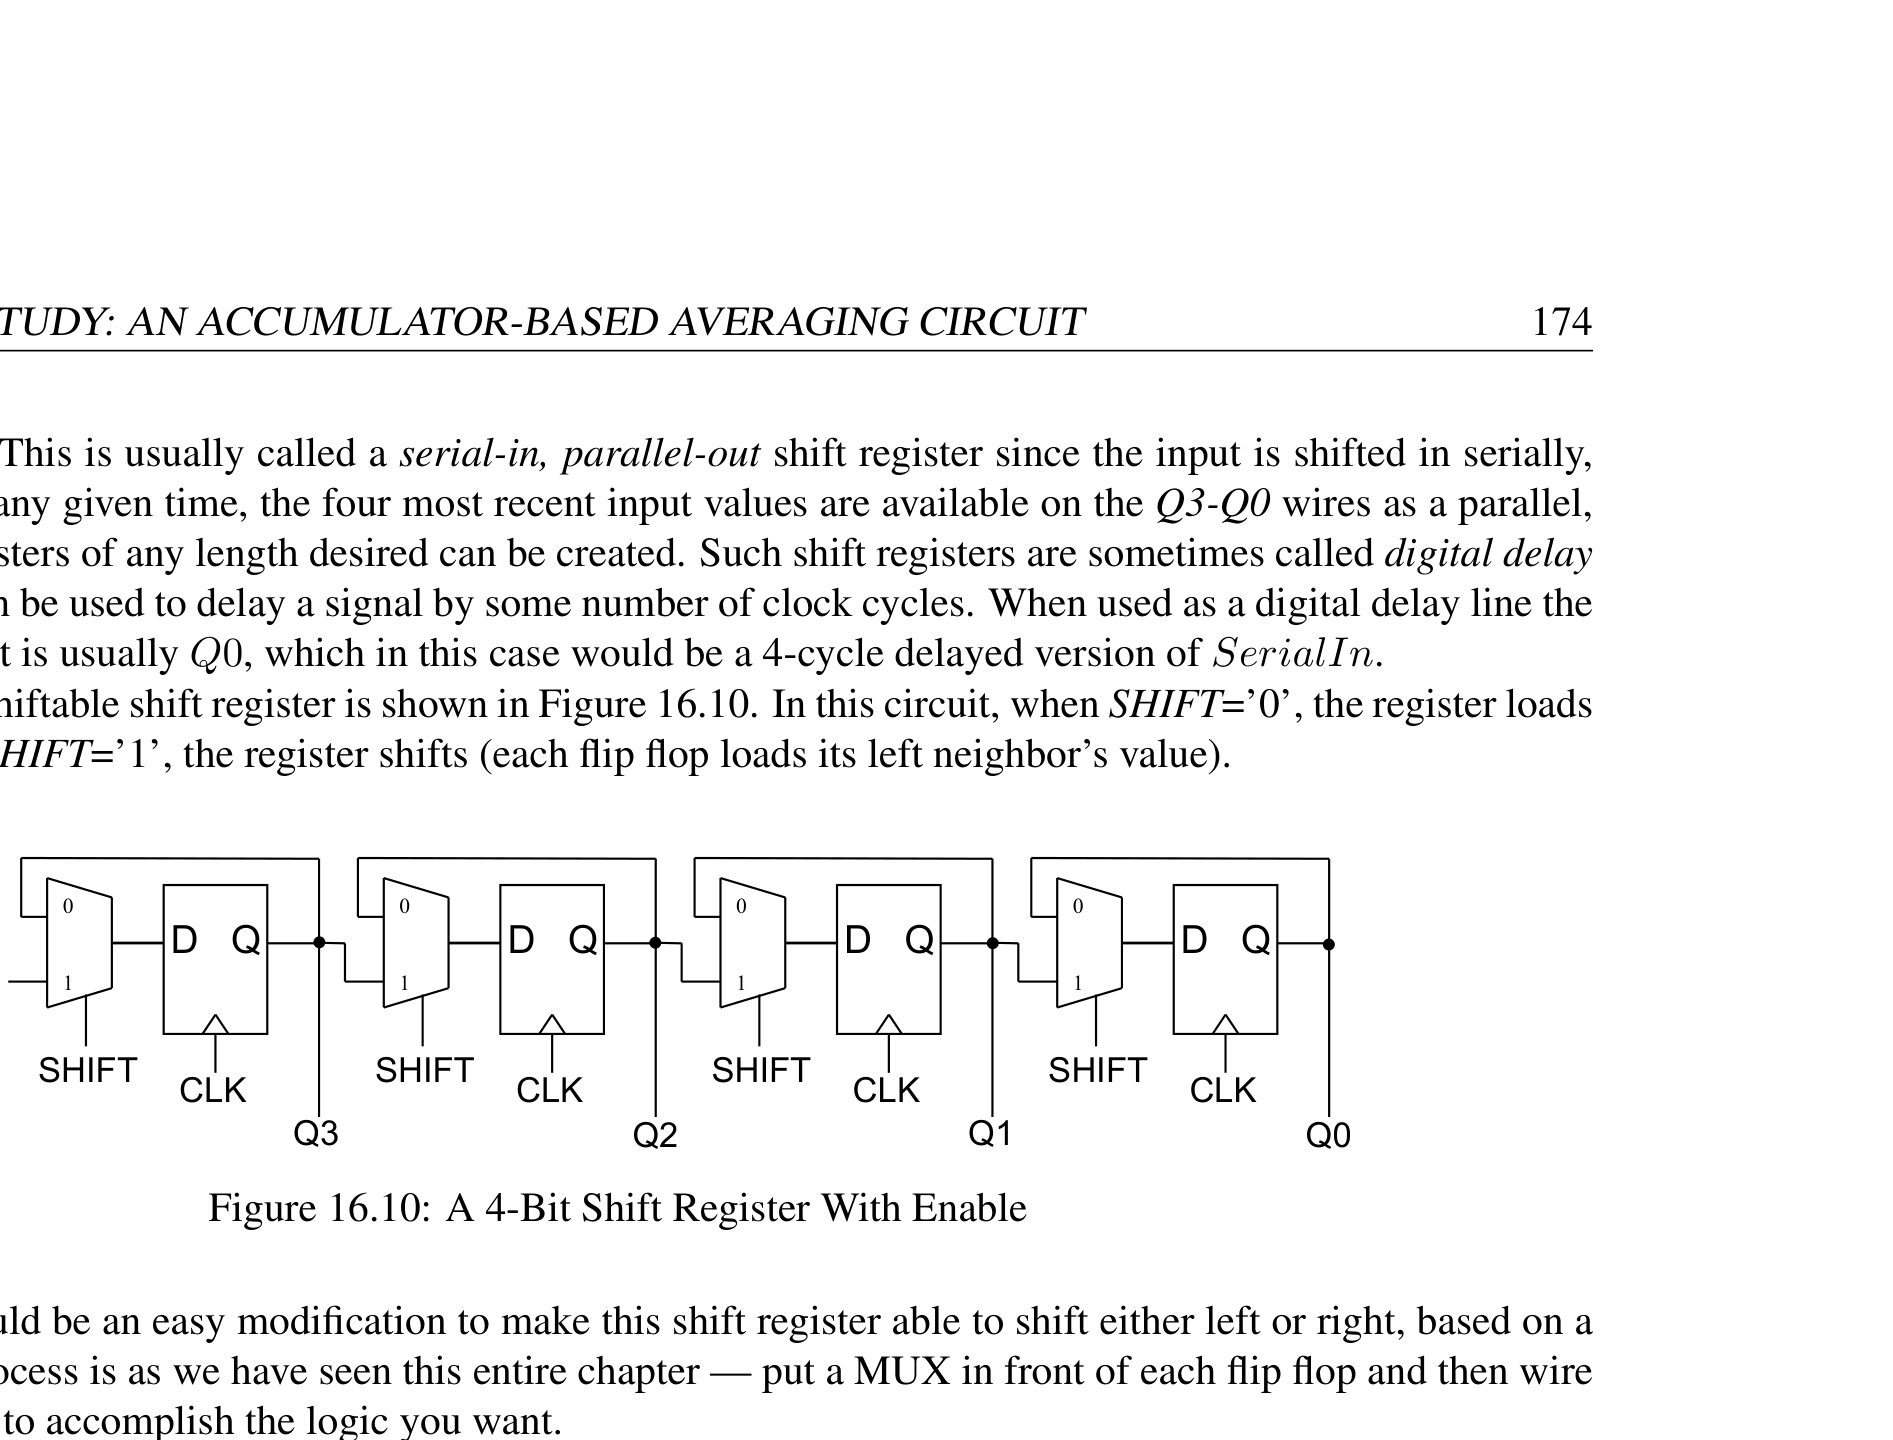 TUDY: AN ACCUMULATOR-BASED AVERAGING CIRCUIT 174
This is usually called a serial-in, parallel-out shift register since the input is shifted in serially,
any given time, the four most recent input values are available on the Q3-Q0 wires as a parallel,
sters of any length desired can be created. Such shift registers are sometimes called digital delay
n be used to delay a signal by some number of clock cycles. When used as a digital delay line the
t is usually Q0, which in this case would be a 4-cycle delayed version of SerialIn.
hiftable shift register is shown in Figure 16.10. In this circuit, when SHIFT='0', the register loads
HIFT='1', the register shifts (each flip flop loads its left neighbor's value).
0 0 0 0
D Q D Q D Q D Q
1 1 1 1
SHIFT SHIFT SHIFT SHIFT
CLK CLK CLK CLK
Q3 Q2 Q1 Q0
Figure 16.10: A 4-Bit Shift Register With Enable
uld be an easy modification to make this shift register able to shift either left or right, based on a
ocess is as we have seen this entire chapter — put a MUX in front of each flip flop and then wire
to accomplish the logic you want.